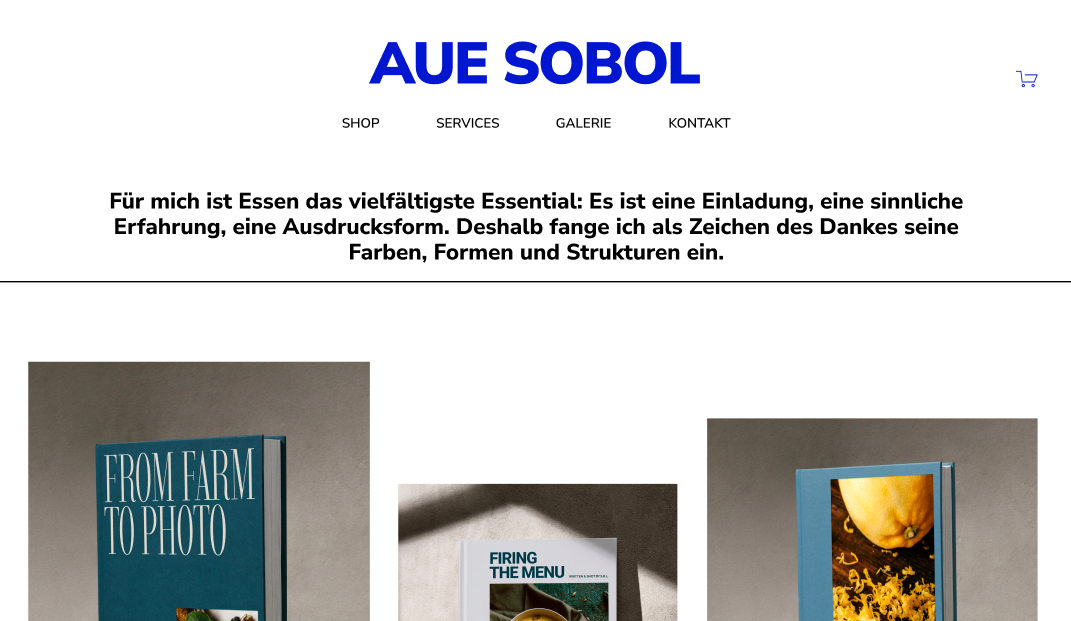 AUE SOBOL
SHOP SERVICES GALERIE KONTAKT
Für mich ist Essen das vielfältigste Essential: Es ist eine Einladung, eine sinnliche
Erfahrung, eine Ausdrucksform. Deshalb fange ich als Zeichen des Dankes seine
Farben, Formen und Strukturen ein.
FROM FARM
TO PHOTO
FIRING
THE MENU